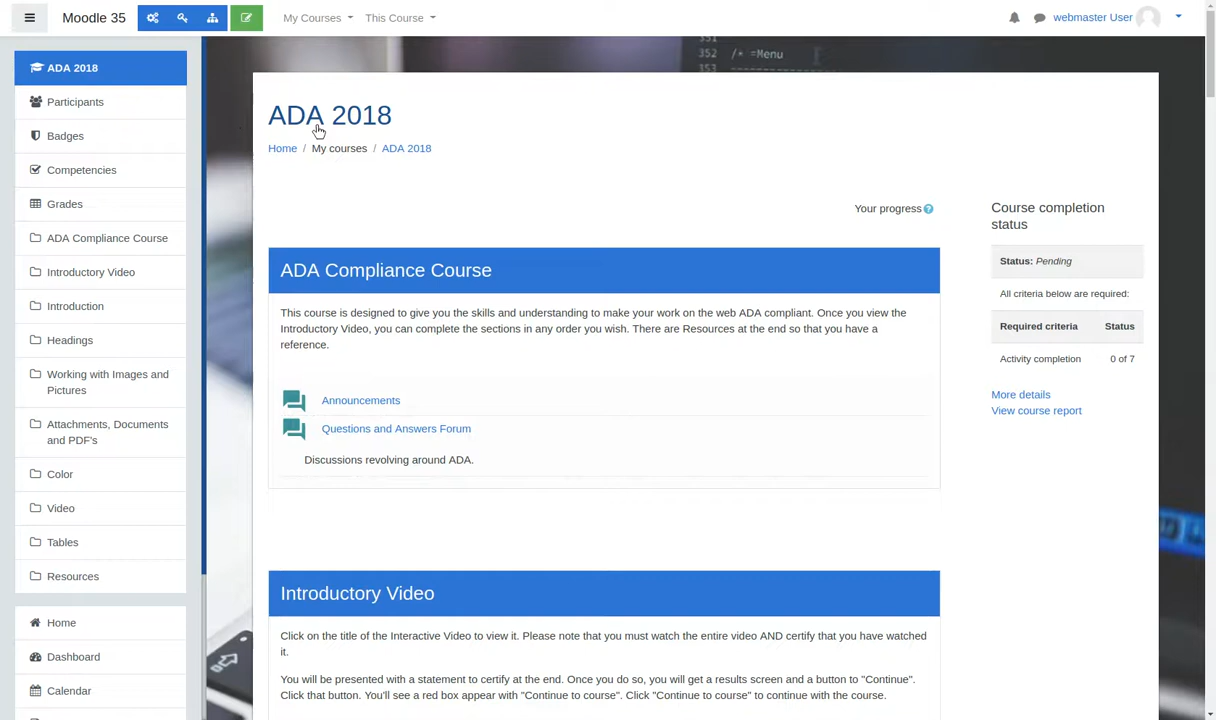 Moodle 35
My Courses
This Course
webmaster User
ADA 2018
Participants
Badges
Competencies
Grades
ADA Compliance Course
Introductory Video
Introduction
Headings
Working with Images and
Pictures
Attachments, Documents
and PDF's
Color
Video
Tables
Resources
Home
Dashboard
Calendar
351
352 /* =Menu
353
ADA 2018
Home / My courses / ADA 2018
Your progress
ADA Compliance Course
This course is designed to give you the skills and understanding to make your work on the web ADA compliant. Once you view the
Introductory Video, you can complete the sections in any order you wish. There are Resources at the end so that you have a
reference.
Announcements
Questions and Answers Forum
Discussions revolving around ADA.
Introductory Video
Click on the title of the Interactive Video to view it. Please note that you must watch the entire video AND certify that you have watched
it.
You will be presented with a statement to certify at the end. Once you do so, you will get a results screen and a button to "Continue".
Click that button. You'll see a red box appear with "Continue to course". Click "Continue to course" to continue with the course.
Course completion
status
Status: Pending
All criteria below are required:
Required criteria Status
Activity completion 0 of 7
More details
View course report